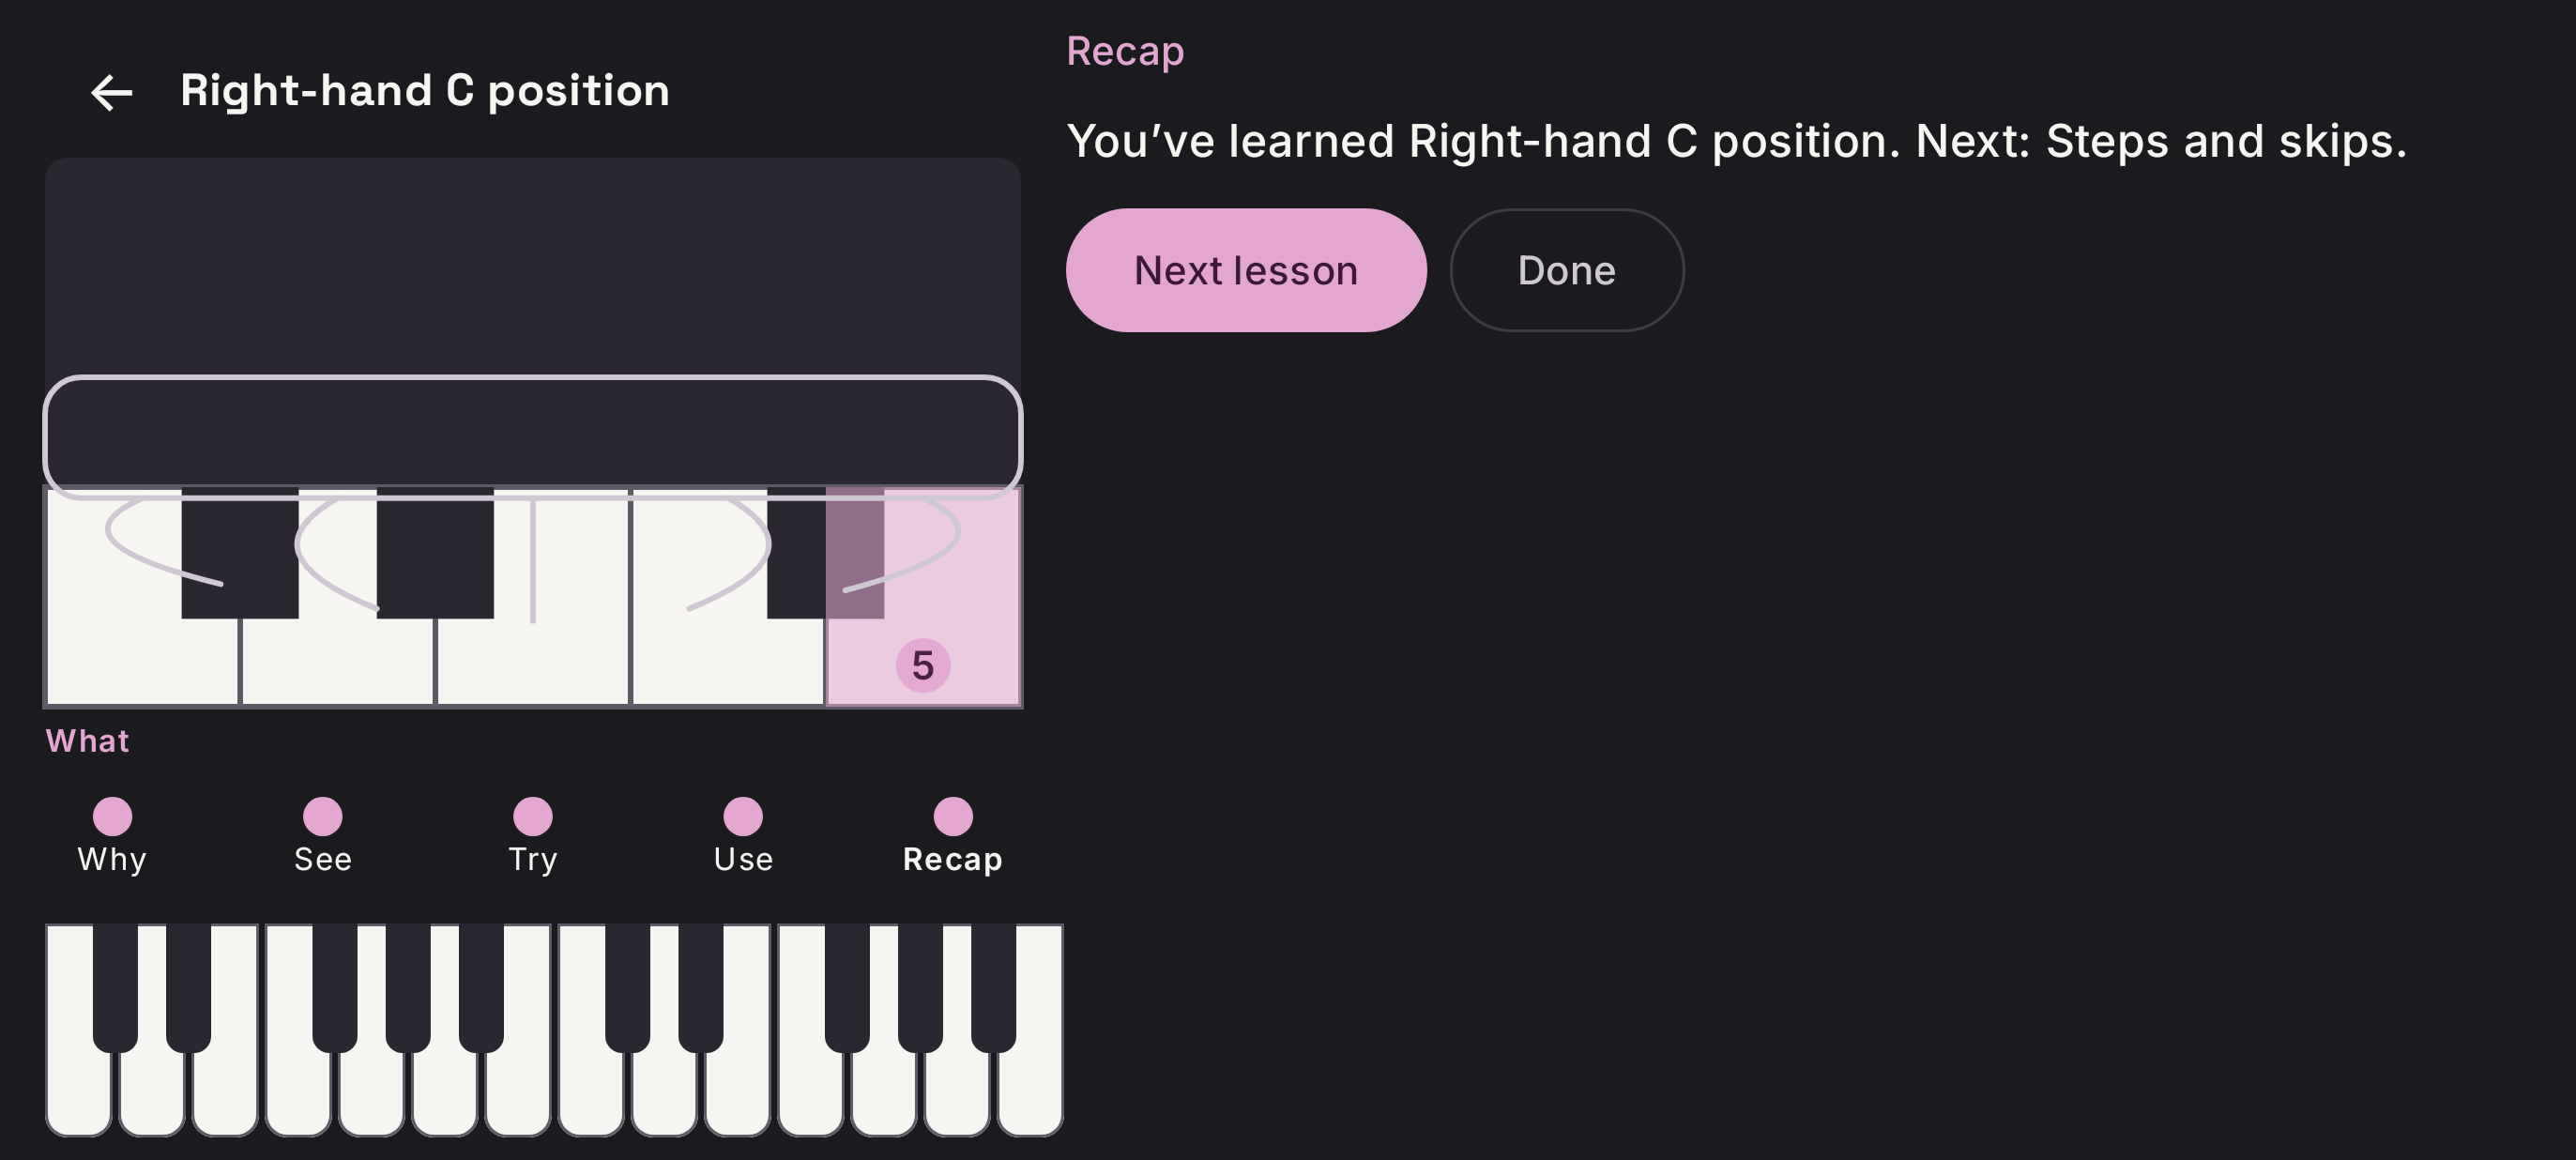 Right-hand C position
5
What
Why
See
Try
Use
Recap
Recap
You’ve learned Right-hand C position. Next: Steps and skips.
Next lesson
Done